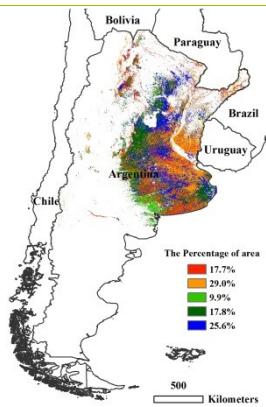 Bolivia
Paraguay
Brazil
Uruguay
Argentina
Chile
The Percentage of area
17.7%
29.0%
9.9%
17.8%
25.6%
500
Kilometers